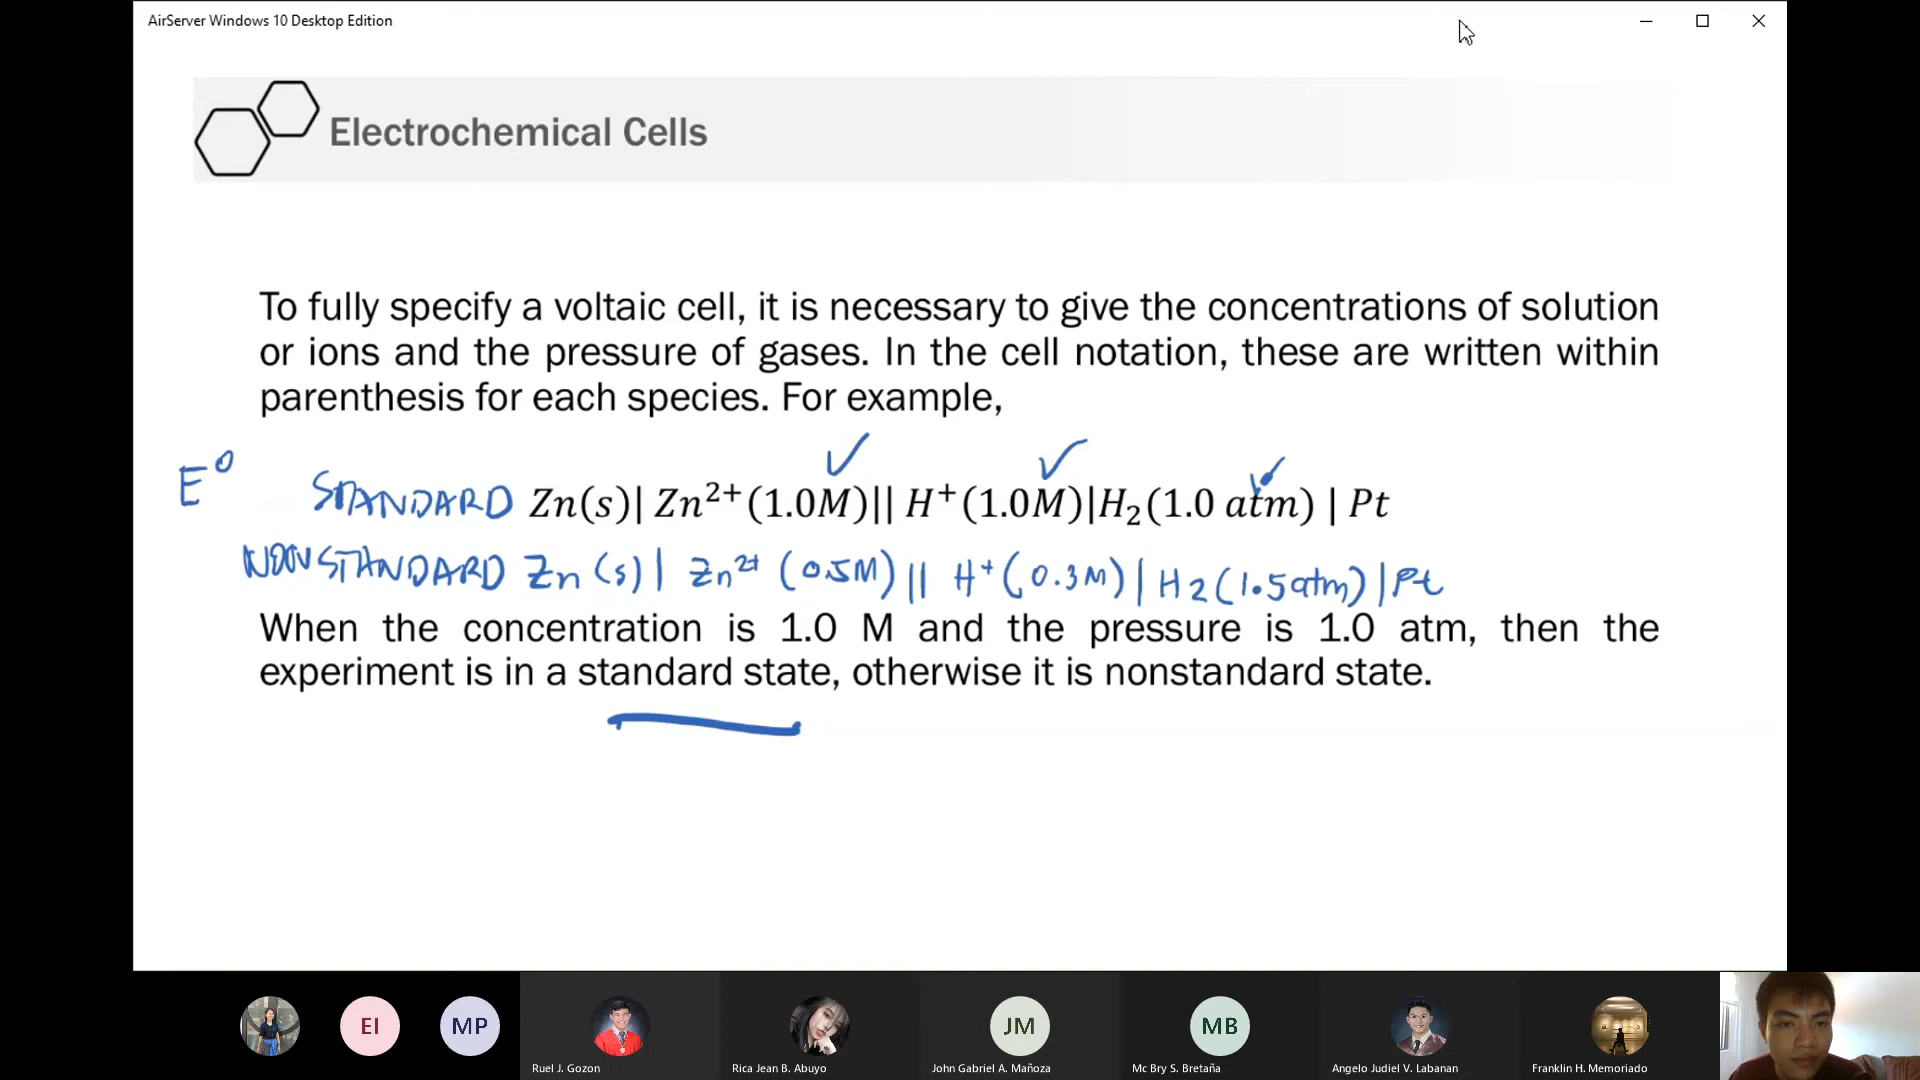 AirServer Windows 10 Desktop Edition
Electrochemical Cells
To fully specify a voltaic cell, it is necessary to give the concentrations of solution
or ions and the pressure of gases. In the cell notation, these are written within
parenthesis for each species. For example,
E⁰ STANDARD Zn(s)| Zn²⁺(1.0M)|| H⁺(1.0M)|H₂(1.0 atm) | Pt
NONSTANDARD Zn (s) | Zn²⁺ (0.5M) || H⁺ (0.3M) | H2 (1.5atm) | Pt
When the concentration is 1.0 M and the pressure is 1.0 atm, then the
experiment is in a standard state, otherwise it is nonstandard state.
EI MP JM MB
Ruel J. Gozon Rica Jean B. Abuyo John Gabriel A. Mañoza Mc Bry S. Bretaña Angelo Judiel V. Labanan Franklin H. Memoriado